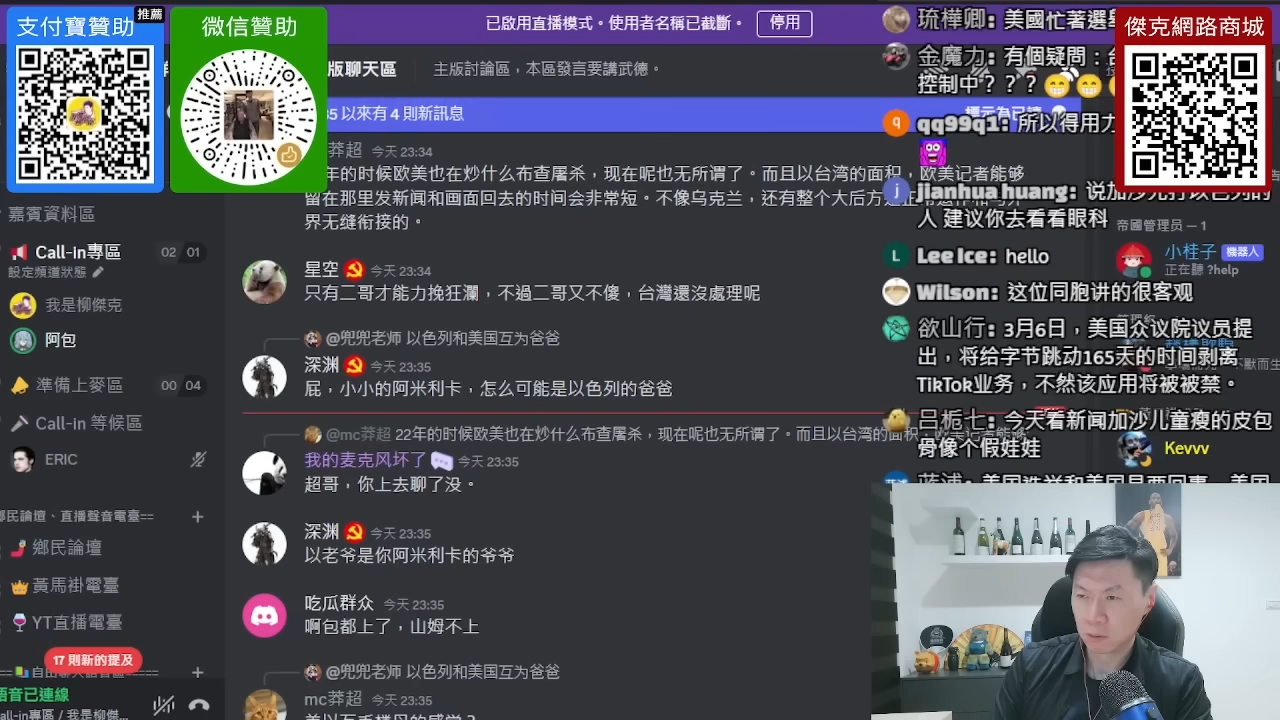 支付寶贊助
推薦
微信贊助
已啟用直播模式。使用者名稱已截斷。
停用
傑克網路商城
版聊天區
主版討論區，本區發言要講武德。
以來有 4 則新訊息
嘉賓資料區
Call-in專區
02 01
設定頻道狀態
我是柳傑克
阿包
準備上麥區
00 04
Call-in 等候區
ERIC
鄉民論壇、直播聲音電臺==
鄉民論壇
黃馬褂電臺
YT直播電臺
17 則新的提及
語音已連線
莽超 今天 23:34
年的时候欧美也在炒什么布查屠杀，现在呢也无所谓了。而且以台湾的面积，欧美记者能够
留在那里发新闻和画面回去的时间会非常短。不像乌克兰，还有整个大后方
界无缝衔接的。
星空 今天 23:34
只有二哥才能力挽狂瀾，不過二哥又不傻，台灣還沒處理呢
@兜兜老师 以色列和美国互为爸爸
深渊 今天 23:35
屁，小小的阿米利卡，怎么可能是以色列的爸爸
@mc莽超 22年的时候欧美也在炒什么布查屠杀，现在呢也无所谓了。而且以台湾的面积，
我的麦克风坏了 今天 23:35
超哥，你上去聊了没。
深渊 今天 23:35
以老爷是你阿米利卡的爷爷
吃瓜群众 今天 23:35
啊包都上了，山姆不上
@兜兜老师 以色列和美国互为爸爸
mc莽超 今天 23:35
琉樺卿: 美國忙著選
金魔力: 有個疑問：
控制中？？？
qq99q1: 所以得用力
jianhua huang: 说加沙儿打以色列的
人 建议你去看看眼科
Lee Ice: hello
Wilson: 这位同胞讲的很客观
欲山行: 3月6日，美国众议院议员提
出，将给字节跳动165天的时间剥离
TikTok业务，不然该应用将被被禁。
吕栀七: 今天看新闻加沙儿童瘦的皮包
骨像个假娃娃
帝國管理员 — 1
小桂子 機器人
正在聽 ?help
Kevvv